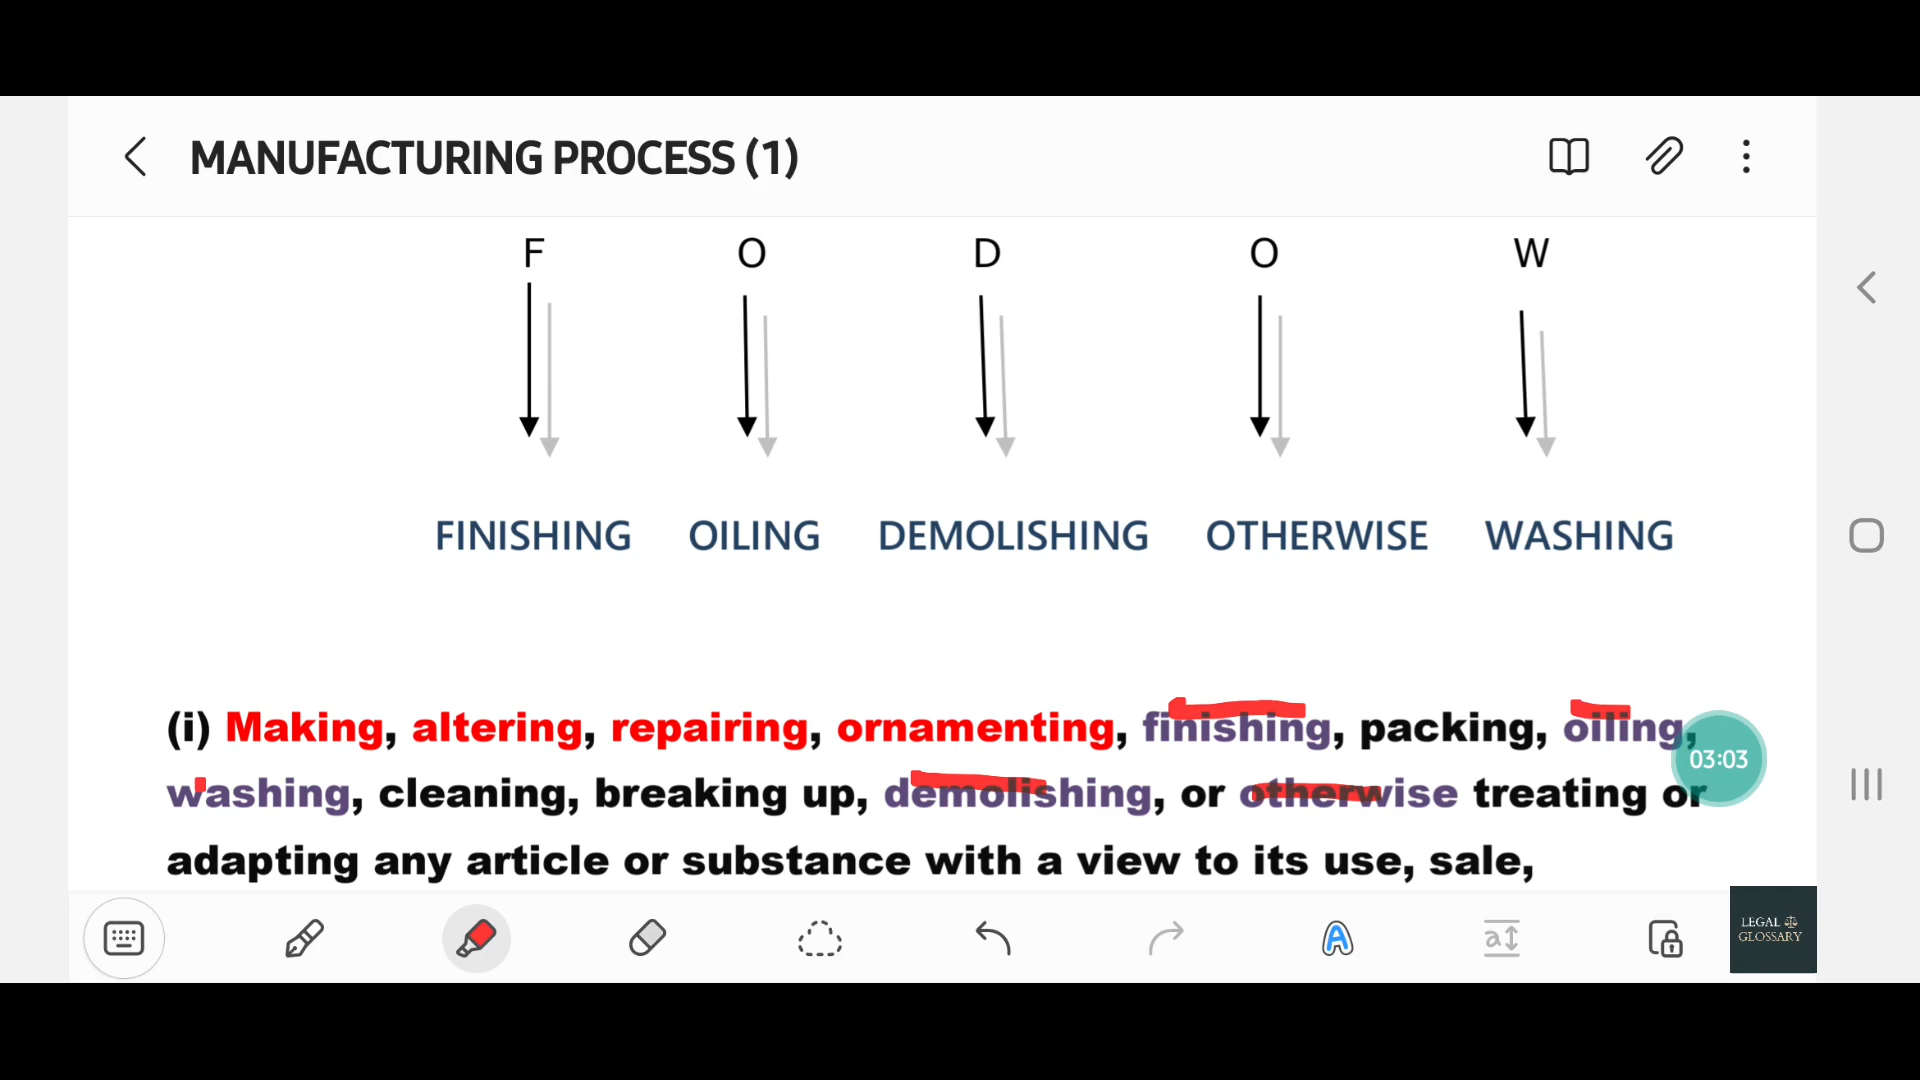 MANUFACTURING PROCESS (1)
F O D O W
FINISHING OILING DEMOLISHING OTHERWISE WASHING
(i) Making, altering, repairing, ornamenting, finishing, packing, oiling,
washing, cleaning, breaking up, demolishing, or otherwise treating or
adapting any article or substance with a view to its use, sale,
03:03
A
a
LEGAL
GLOSSARY